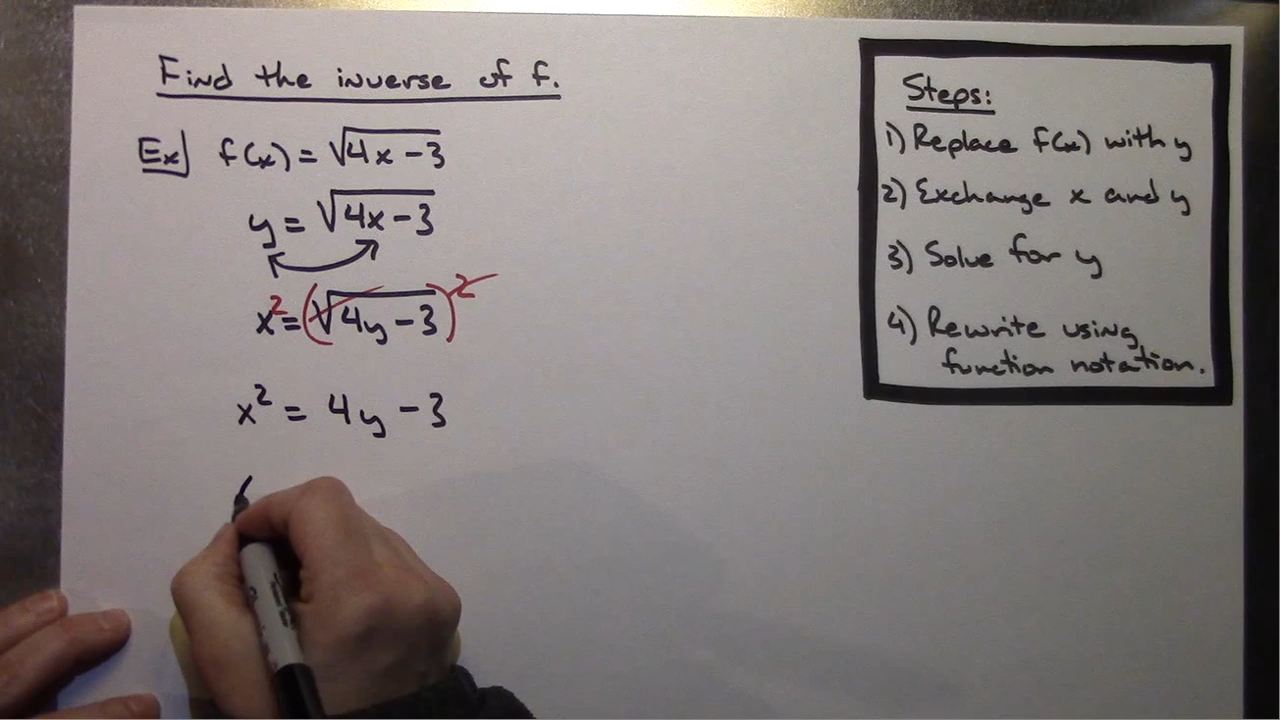 Find the inverse of f.
Ex] f(x) = √(4x - 3)
y = √(4x - 3)
x² = (√(4y - 3))²
x² = 4y - 3
Steps:
1) Replace f(x) with y
2) Exchange x and y
3) Solve for y
4) Rewrite using
function notation.